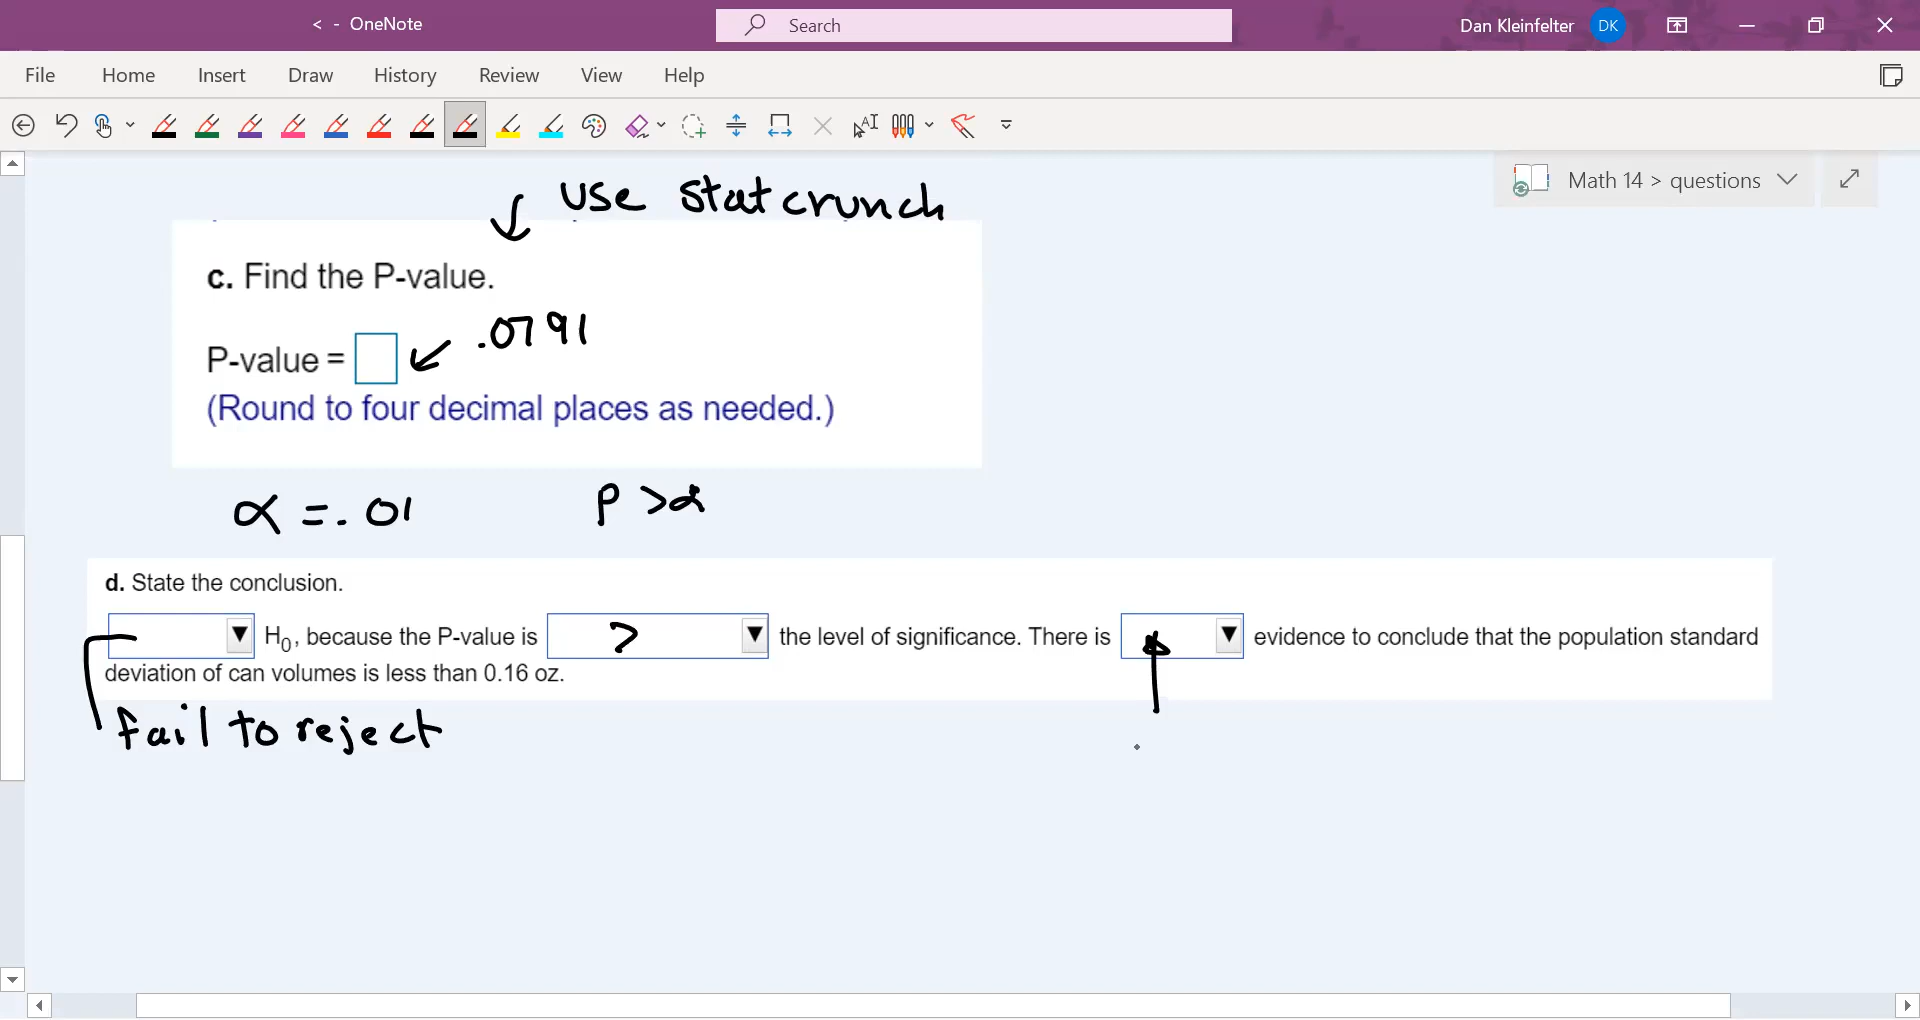 < - OneNote
Search
Dan Kleinfelter DK
File Home Insert Draw History Review View Help
Math 14 > questions
use statcrunch
c. Find the P-value.
.0791
P-value =
(Round to four decimal places as needed.)
α = .01 P > α
d. State the conclusion.
H0, because the P-value is > the level of significance. There is evidence to conclude that the population standard
deviation of can volumes is less than 0.16 oz.
fail to reject